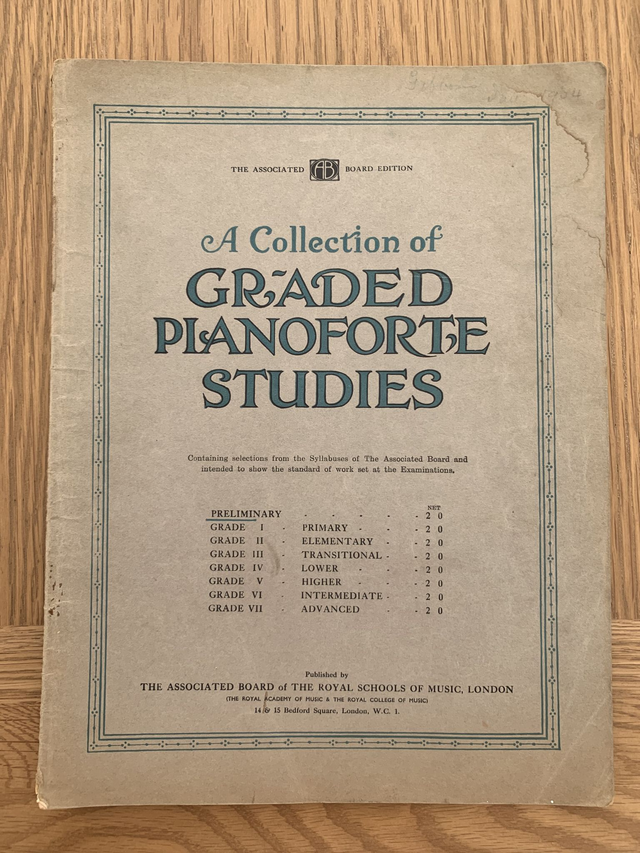 THE ASSOCIATED AB BOARD EDITION
A Collection of
GRADED
PIANOFORTE
STUDIES
Containing selections from the Syllabuses of The Associated Board and
intended to show the standard of work set at the Examinations.
NET
PRELIMINARY - - - - - 2 0
GRADE I - PRIMARY - - - 2 0
GRADE II - ELEMENTARY - - 2 0
GRADE III - TRANSITIONAL - - 2 0
GRADE IV - LOWER - - - 2 0
GRADE V - HIGHER - - - 2 0
GRADE VI - INTERMEDIATE - - 2 0
GRADE VII - ADVANCED - - 2 0
Published by
THE ASSOCIATED BOARD of THE ROYAL SCHOOLS OF MUSIC, LONDON
(THE ROYAL ACADEMY OF MUSIC & THE ROYAL COLLEGE OF MUSIC)
14 & 15 Bedford Square, London, W.C. 1.